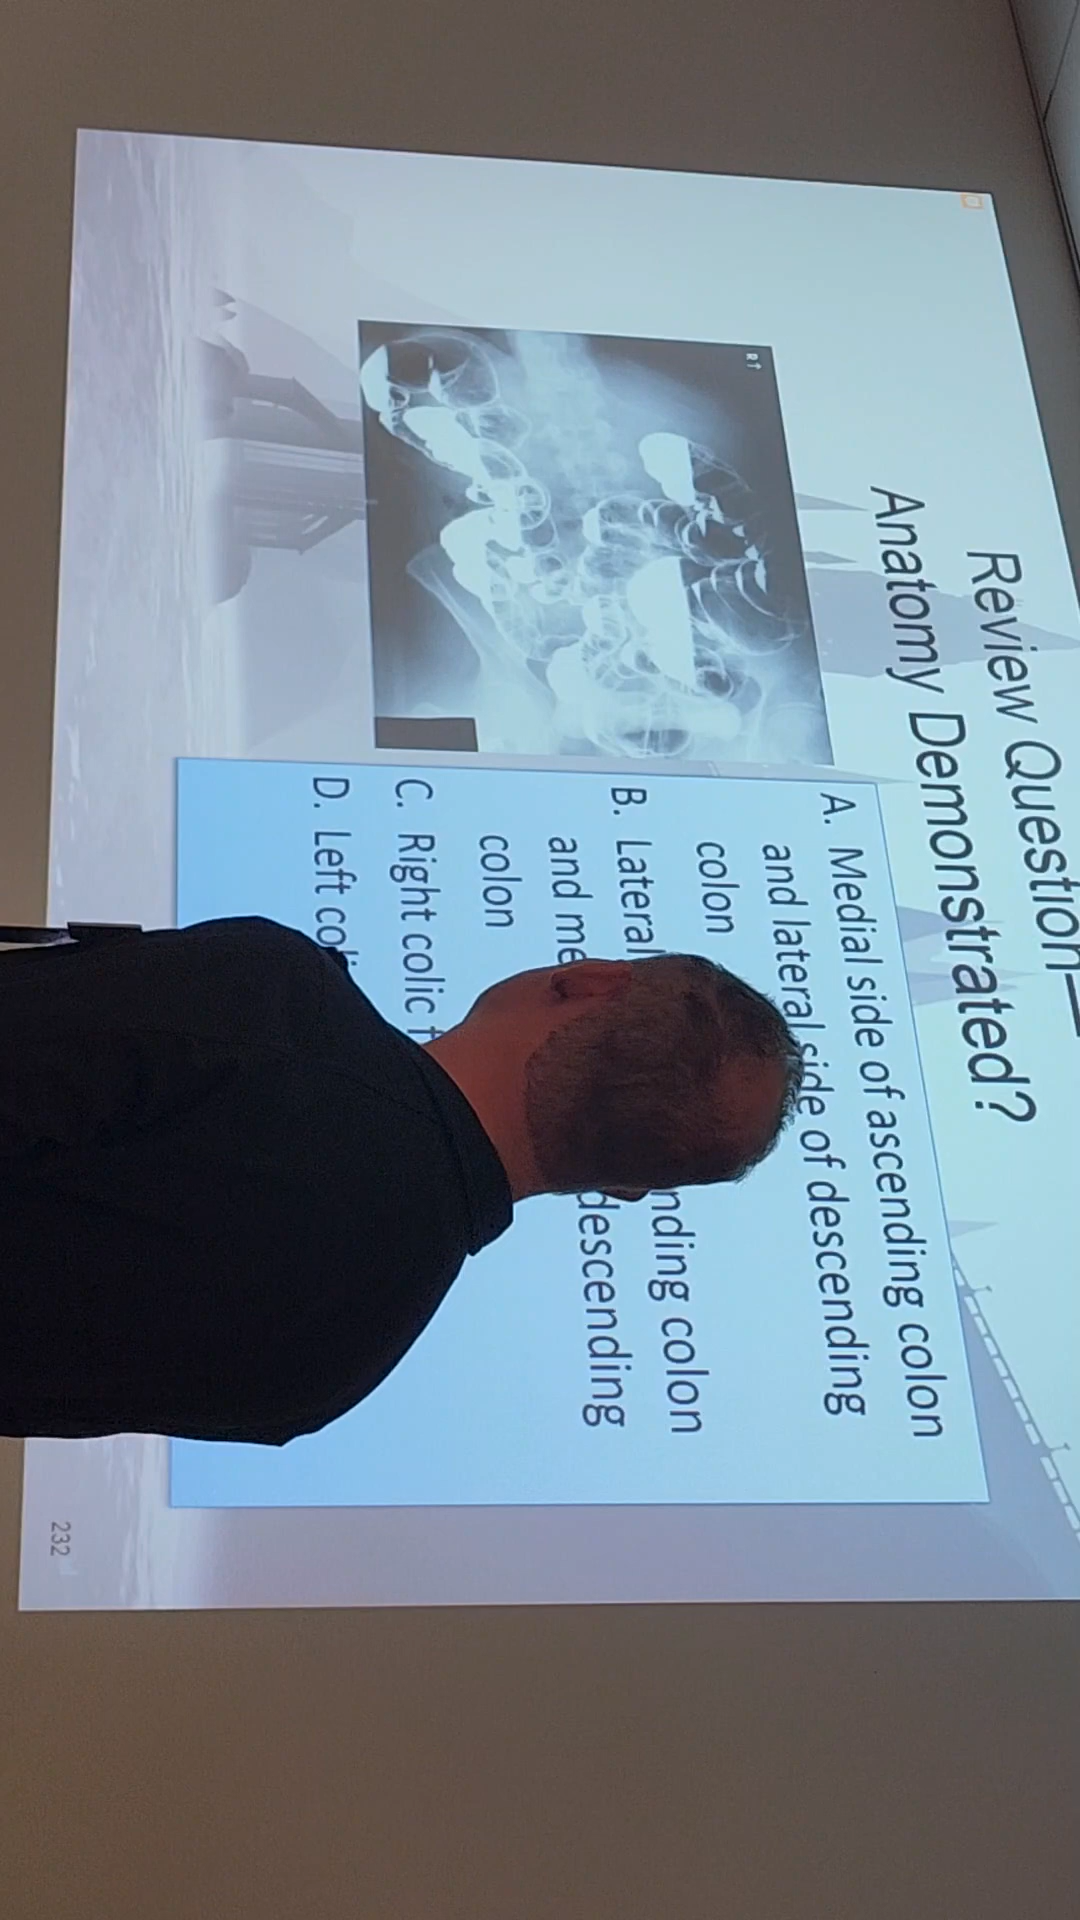 Review Question—
Anatomy Demonstrated?
R↑
A. Medial side of ascending colon
and lateral side of descending
colon
B. Lateral nding colon
and me descending
colon
C. Right colic f
D. Left coli
232